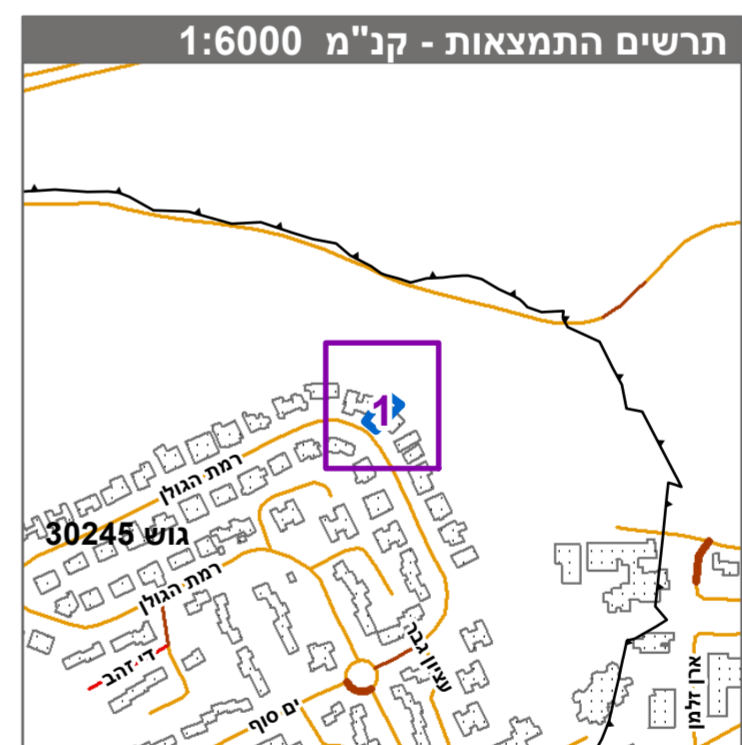 תרשים התמצאות - קנ"מ 1:6000
1
רמת הגולן
גוש 30245
רמת הגולן
די זהב
עציון גבר
ים סוף
ארן זלמן